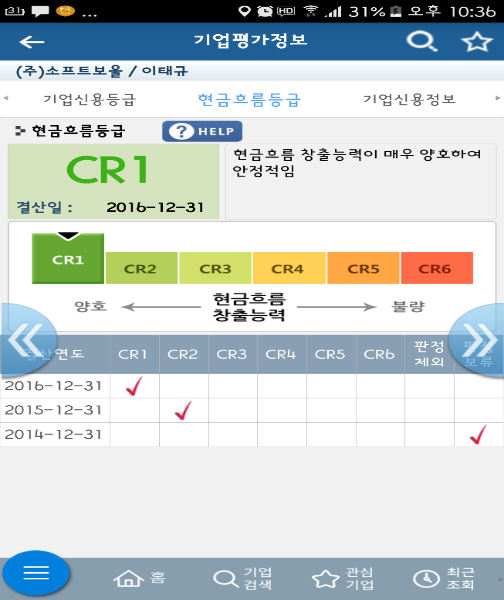 31 ... HD 31% 오후 10:36
기업평가정보
(주)소프트보울 / 이태규
기업신용등급 현금흐름등급 기업신용정보
현금흐름등급 ? HELP
CR1
결산일 : 2016-12-31
현금흐름 창출능력이 매우 양호하여
안정적임
CR1 CR2 CR3 CR4 CR5 CR6
양호 현금흐름 불량
창출능력
결산연도 CR1 CR2 CR3 CR4 CR5 CR6 판정
제외 보류
2016-12-31
2015-12-31
2014-12-31
홈 기업 관심 최근
검색 기업 조회